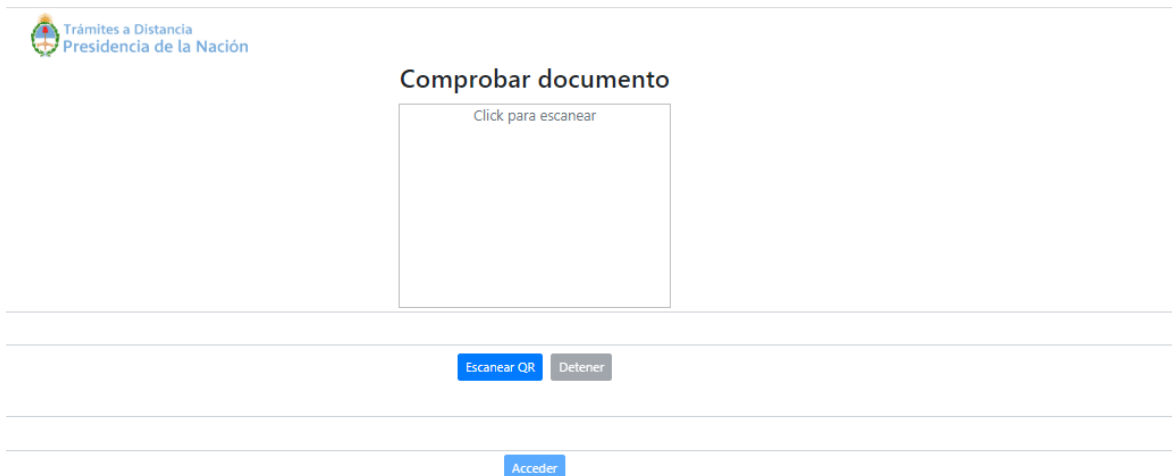 Trámites a Distancia
Presidencia de la Nación
Comprobar documento
Click para escanear
Escanear QR Detener
Acceder